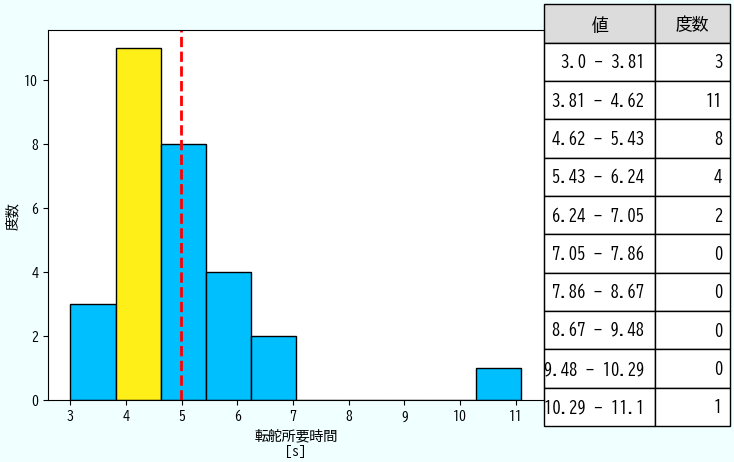 10
8
6
4
2
0
度数
3 4 5 6 7 8 9 10 11
転舵所要時間
[s]
値 度数
3.0 - 3.81 3
3.81 - 4.62 11
4.62 - 5.43 8
5.43 - 6.24 4
6.24 - 7.05 2
7.05 - 7.86 0
7.86 - 8.67 0
8.67 - 9.48 0
9.48 - 10.29 0
10.29 - 11.1 1